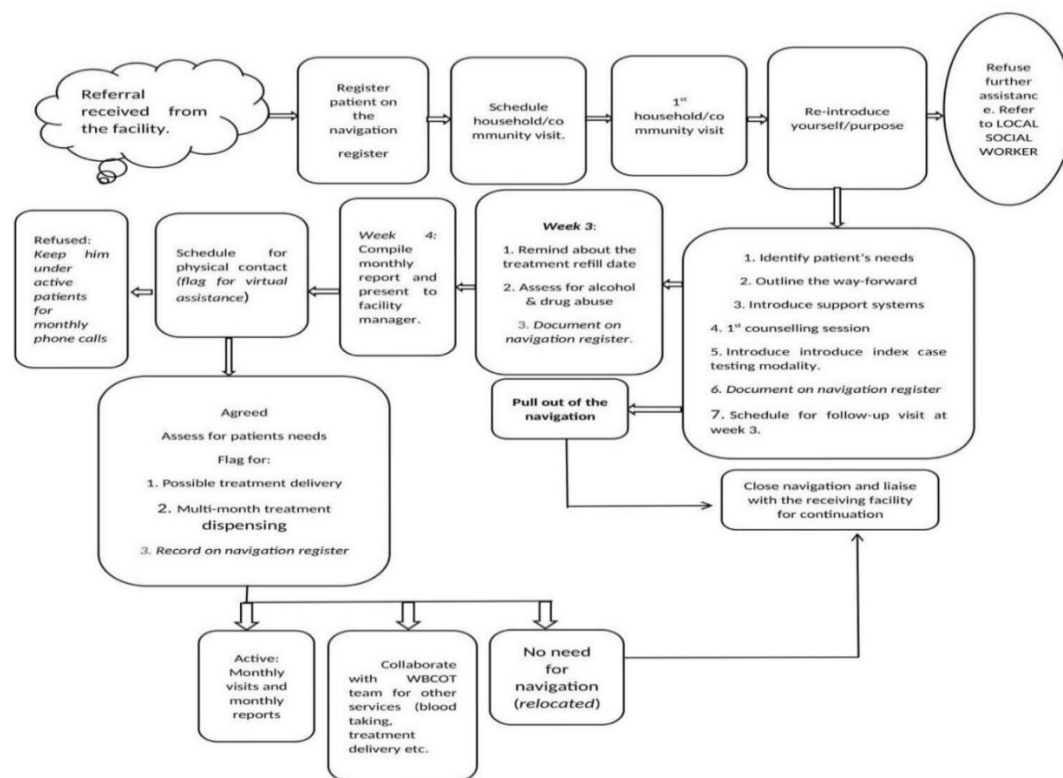 Referral
received from
the facility.
Register
patient on
the
navigation
register
Schedule
household/co
mmunity visit.
1st
household/co
mmunity visit
Re-introduce
yourself/purpose
Refuse
further
assistanc
e. Refer
to LOCAL
SOCIAL
WORKER
1. Identify patient's needs
2. Outline the way-forward
3. Introduce support systems
4. 1st counselling session
5. Introduce introduce index case
testing modality.
6. Document on navigation register
7. Schedule for follow-up visit at
week 3.
Week 3:
1. Remind about the
treatment refill date
2. Assess for alcohol
& drug abuse
3. Document on
navigation register.
Week 4:
Compile
monthly
report and
present to
facility
manager.
Schedule for
physical contact
(flag for virtual
assistance)
Refused:
Keep him
under
active
patients
for
monthly
phone calls
Pull out of the
navigation
Agreed
Assess for patients needs
Flag for:
1. Possible treatment delivery
2. Multi-month treatment
dispensing
3. Record on navigation register
Close navigation and liaise
with the receiving facility
for continuation
Active:
Monthly
visits and
monthly
reports
Collaborate
with WBCOT
team for other
services (blood
taking,
treatment
delivery etc.
No need
for
navigation
(relocated)